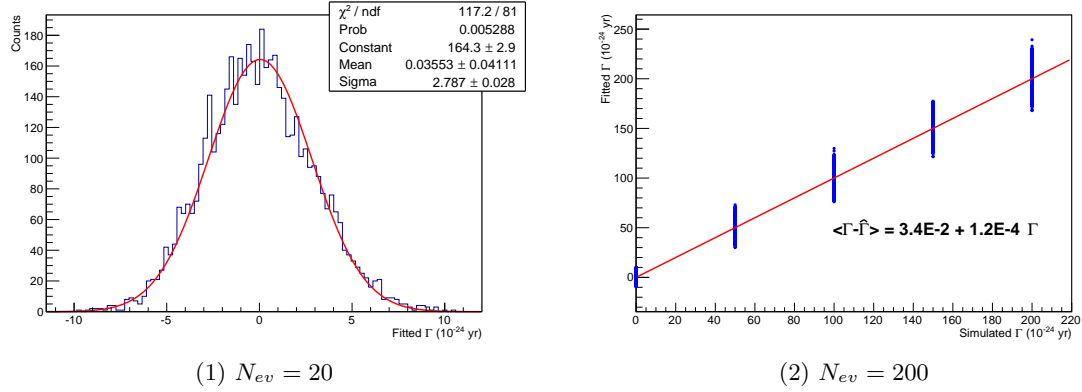 χ² / ndf 117.2 / 81
Prob 0.005288
Constant 164.3 ± 2.9
Mean 0.03553 ± 0.04111
Sigma 2.787 ± 0.028
Counts
180
160
140
120
100
80
60
40
20
0
-10 -5 0 5 10
Fitted Γ (10⁻²⁴ yr)
(1) N_ev = 20
Fitted Γ (10⁻²⁴ yr)
250
200
150
100
50
0
<Γ-Γ̂> = 3.4E-2 + 1.2E-4 Γ
0 20 40 60 80 100 120 140 160 180 200 220
Simulated Γ (10⁻²⁴ yr)
(2) N_ev = 200